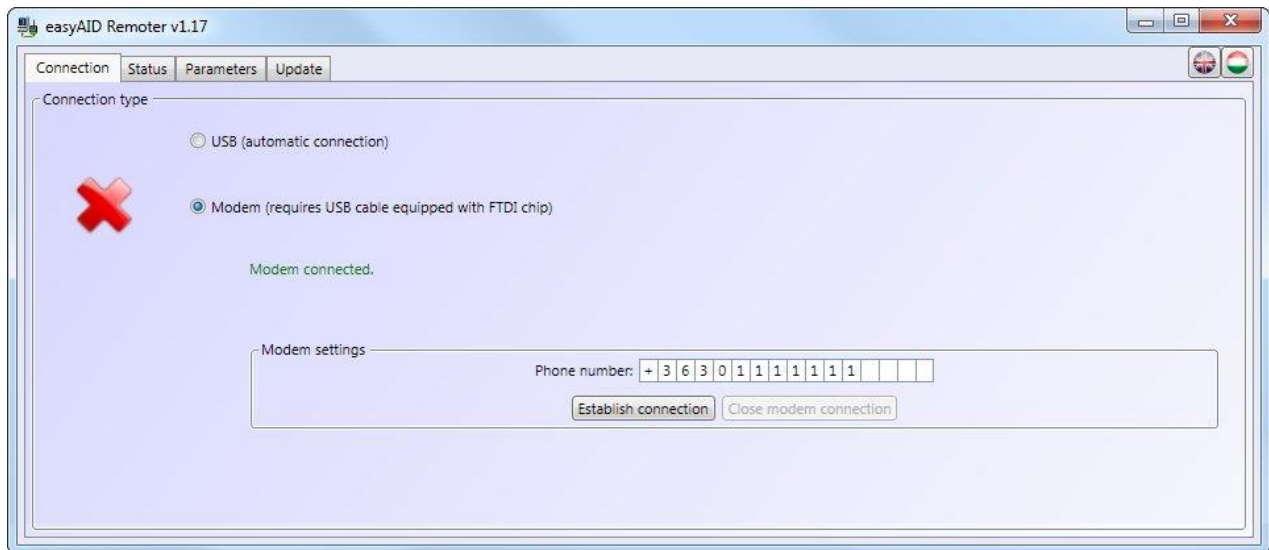 easyAID Remoter v1.17
Connection Status Parameters Update
Connection type
USB (automatic connection)
Modem (requires USB cable equipped with FTDI chip)
Modem connected.
Modem settings
Phone number: +36301111111
Establish connection Close modem connection